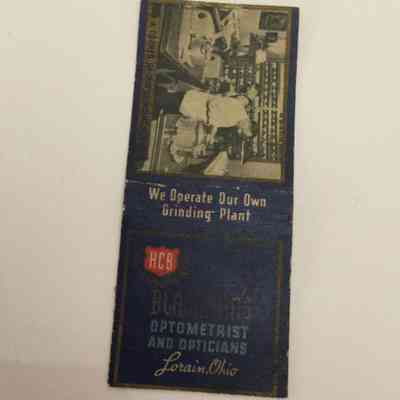 We Operate Our Own
Grinding Plant
HCB
OPTOMETRIST
AND OPTICIANS
Lorain, Ohio